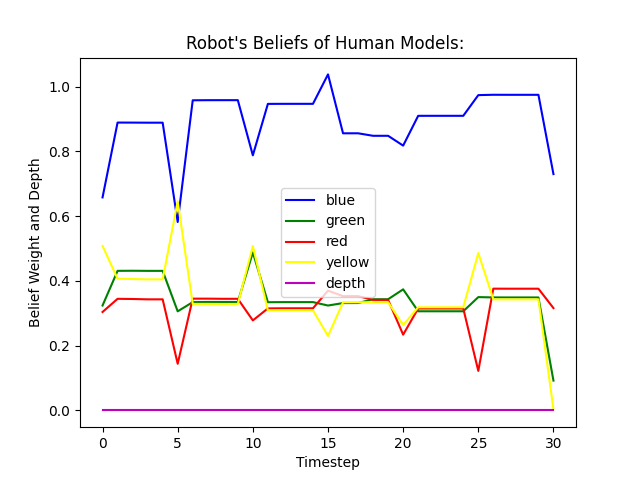 Robot's Beliefs of Human Models:
Belief Weight and Depth
1.0
0.8
0.6
0.4
0.2
0.0
blue
green
red
yellow
depth
0 5 10 15 20 25 30
Timestep